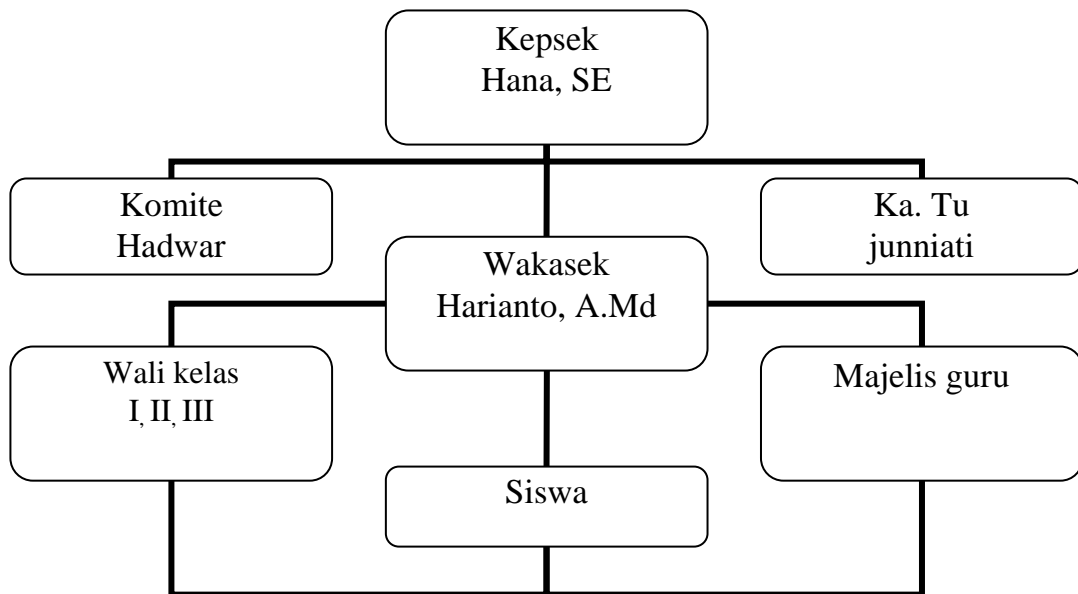 Kepsek
Hana, SE
Komite
Hadwar
Ka. Tu
junniati
Wakasek
Harianto, A.Md
Wali kelas
I, II, III
Majelis guru
Siswa